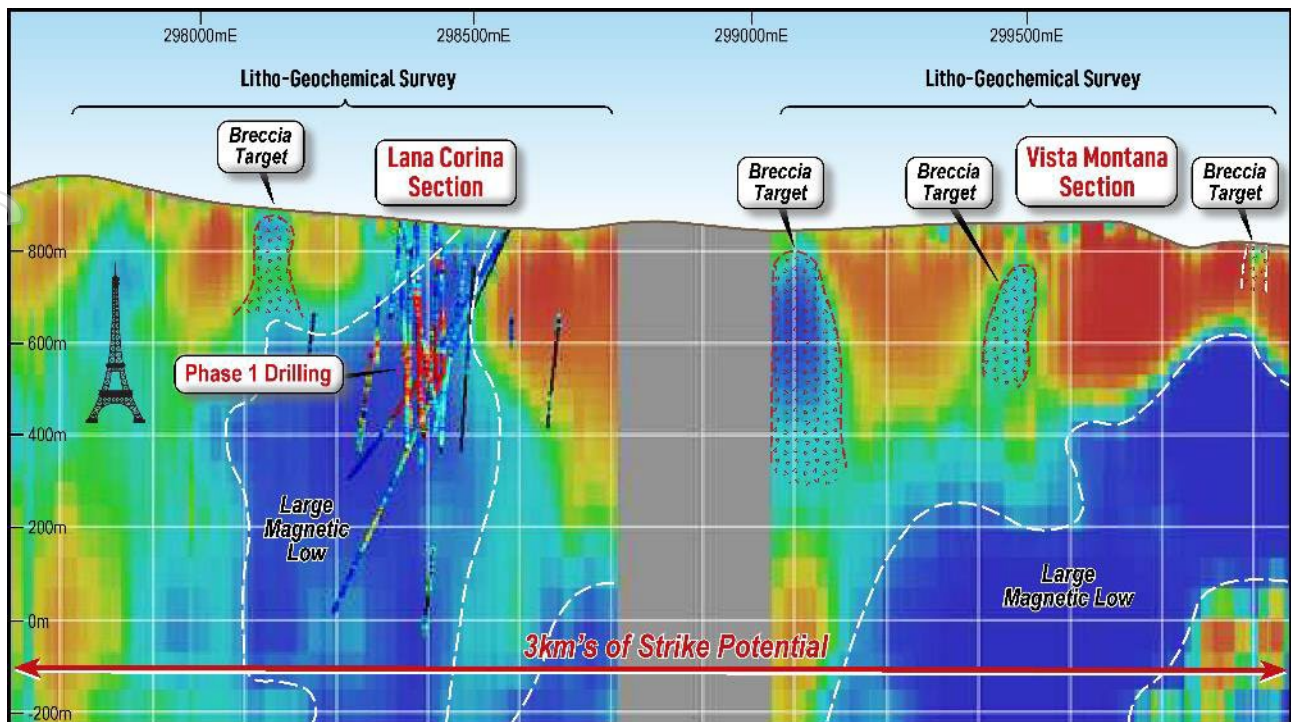 298000mE
298500mE
299000mE
299500mE
Litho-Geochemical Survey
Litho-Geochemical Survey
Breccia
Target
Lana Corina
Section
Breccia
Target
Breccia
Target
Vista Montana
Section
Breccia
Target
800m
600m
Phase 1 Drilling
400m
Large
Magnetic
Low
200m
Large
Magnetic Low
0m
3km's of Strike Potential
-200m